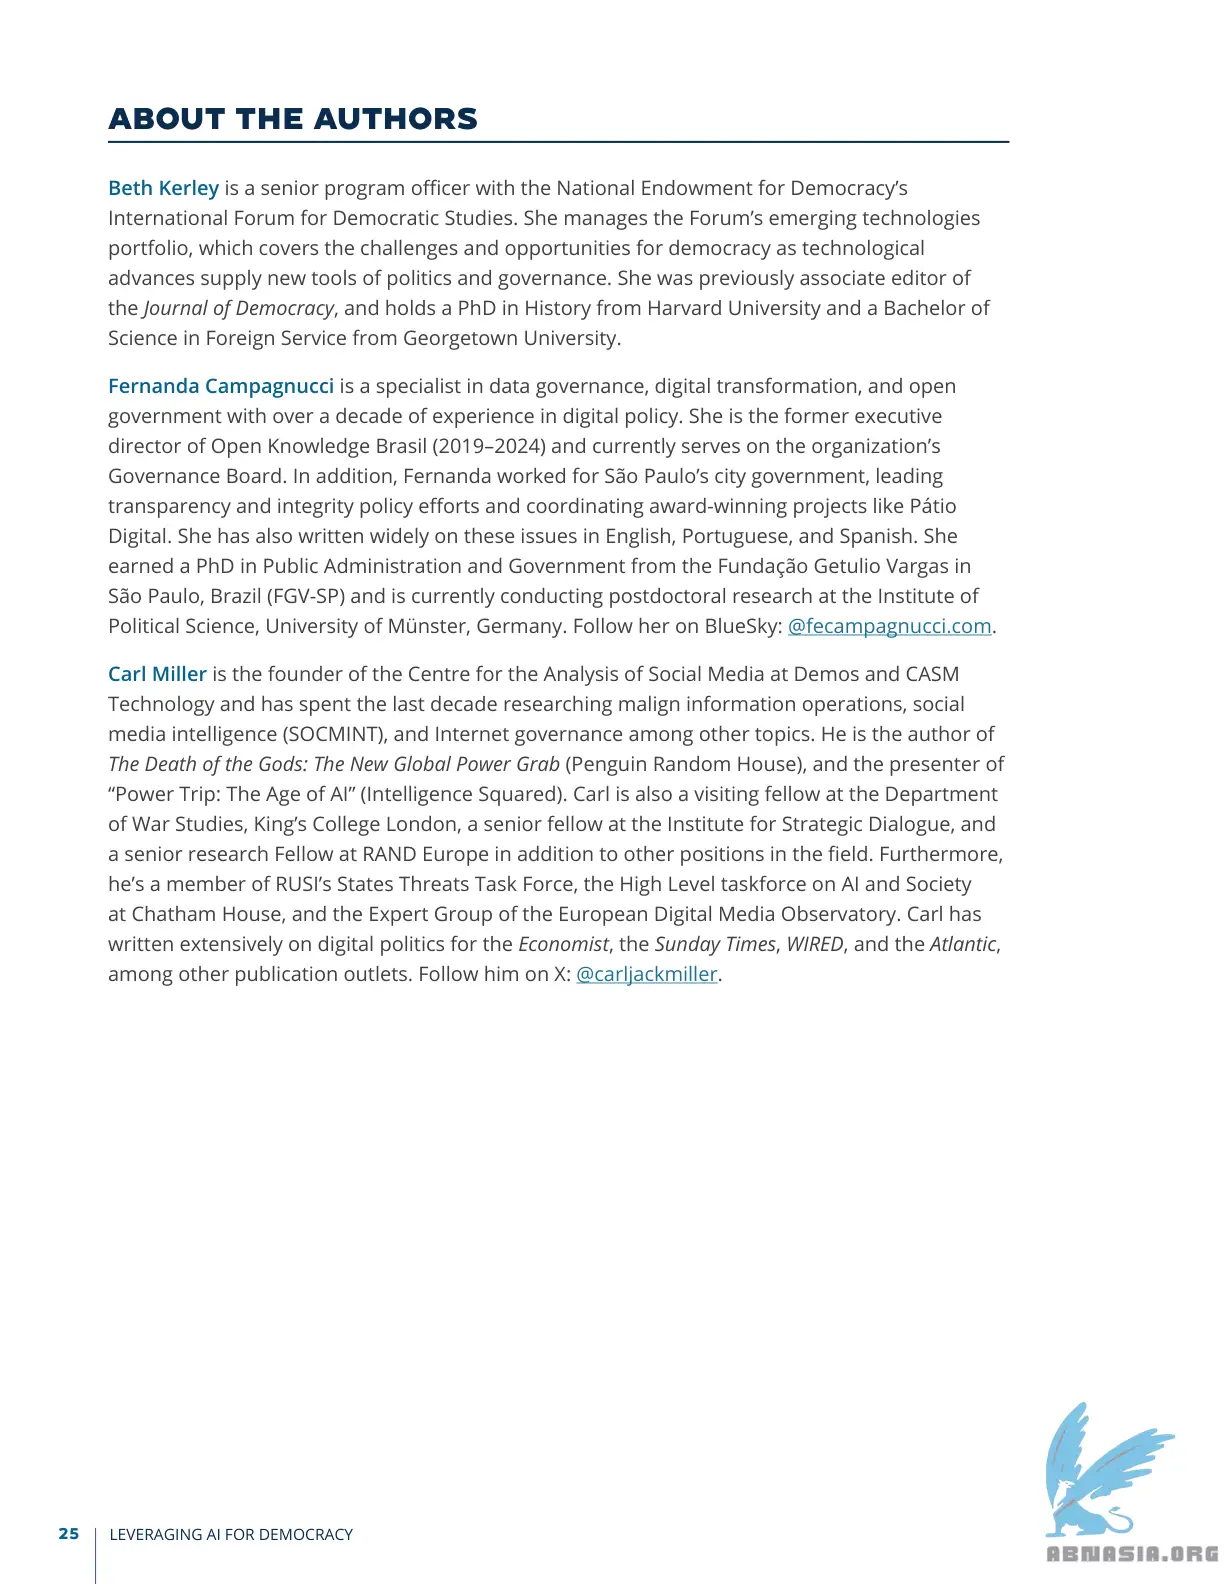 ABOUT THE AUTHORS
Beth Kerley is a senior program officer with the National Endowment for Democracy’s
International Forum for Democratic Studies. She manages the Forum’s emerging technologies
portfolio, which covers the challenges and opportunities for democracy as technological
advances supply new tools of politics and governance. She was previously associate editor of
the Journal of Democracy, and holds a PhD in History from Harvard University and a Bachelor of
Science in Foreign Service from Georgetown University.
Fernanda Campagnucci is a specialist in data governance, digital transformation, and open
government with over a decade of experience in digital policy. She is the former executive
director of Open Knowledge Brasil (2019–2024) and currently serves on the organization’s
Governance Board. In addition, Fernanda worked for São Paulo’s city government, leading
transparency and integrity policy efforts and coordinating award-winning projects like Pátio
Digital. She has also written widely on these issues in English, Portuguese, and Spanish. She
earned a PhD in Public Administration and Government from the Fundação Getulio Vargas in
São Paulo, Brazil (FGV-SP) and is currently conducting postdoctoral research at the Institute of
Political Science, University of Münster, Germany. Follow her on BlueSky: @fecampagnucci.com.
Carl Miller is the founder of the Centre for the Analysis of Social Media at Demos and CASM
Technology and has spent the last decade researching malign information operations, social
media intelligence (SOCMINT), and Internet governance among other topics. He is the author of
The Death of the Gods: The New Global Power Grab (Penguin Random House), and the presenter of
“Power Trip: The Age of AI” (Intelligence Squared). Carl is also a visiting fellow at the Department
of War Studies, King’s College London, a senior fellow at the Institute for Strategic Dialogue, and
a senior research Fellow at RAND Europe in addition to other positions in the field. Furthermore,
he’s a member of RUSI’s States Threats Task Force, the High Level taskforce on AI and Society
at Chatham House, and the Expert Group of the European Digital Media Observatory. Carl has
written extensively on digital politics for the Economist, the Sunday Times, WIRED, and the Atlantic,
among other publication outlets. Follow him on X: @carljackmiller.
25 LEVERAGING AI FOR DEMOCRACY
ABNASIA.ORG